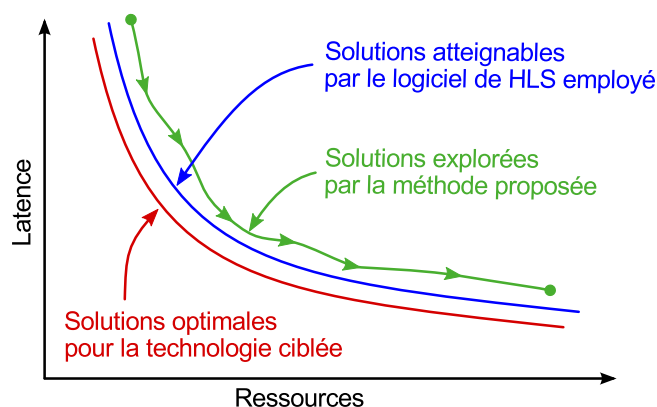 Solutions atteignables
par le logiciel de HLS employé
Solutions explorées
par la méthode proposée
Latence
Solutions optimales
pour la technologie ciblée
Ressources